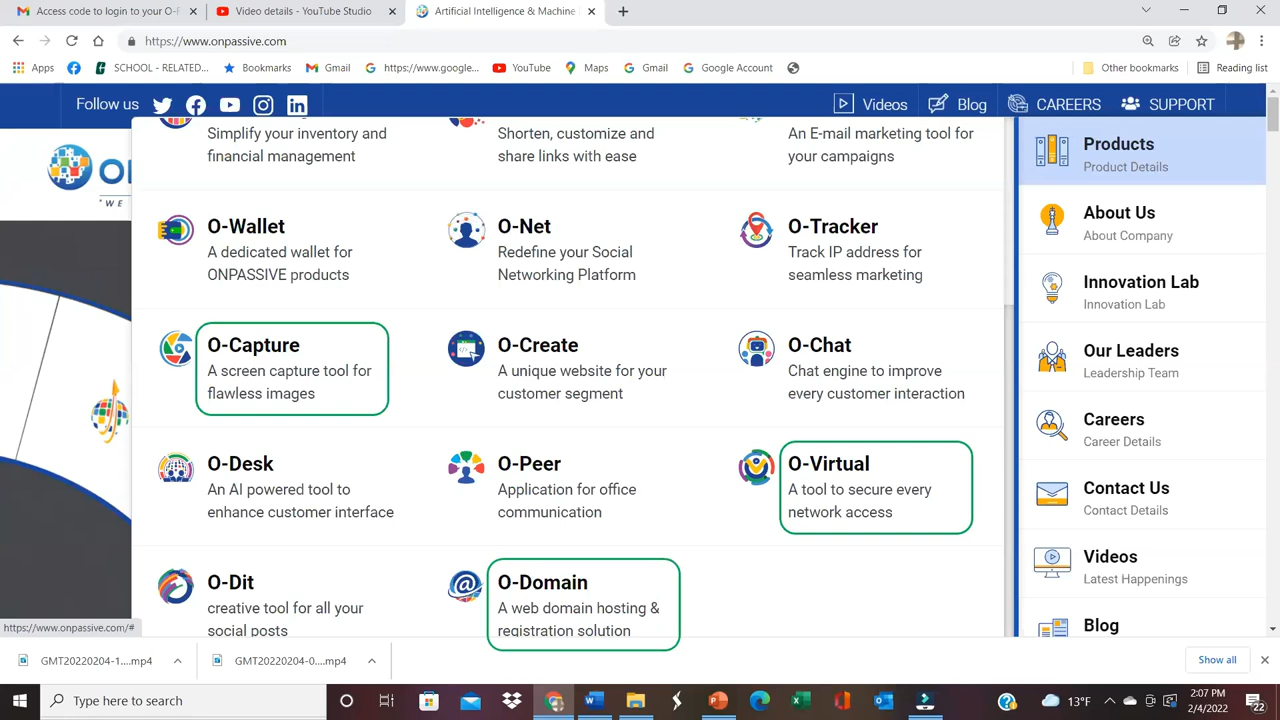 Access code to login to your O-F
Video details - YouTube Studio
Artificial Intelligence & Machine
https://www.onpassive.com
Apps
SCHOOL - RELATED...
Bookmarks
Gmail
https://www.google...
YouTube
Maps
Gmail
Google Account
Other bookmarks
Reading list
Follow us
Videos
Blog
CAREERS
SUPPORT
Simplify your inventory and
financial management
Shorten, customize and
share links with ease
An E-mail marketing tool for
your campaigns
"WE
O-Wallet
A dedicated wallet for
ONPASSIVE products
O-Net
Redefine your Social
Networking Platform
O-Tracker
Track IP address for
seamless marketing
O-Capture
A screen capture tool for
flawless images
O-Create
A unique website for your
customer segment
O-Chat
Chat engine to improve
every customer interaction
O-Desk
An AI powered tool to
enhance customer interface
O-Peer
Application for office
communication
O-Virtual
A tool to secure every
network access
O-Dit
creative tool for all your
social posts
O-Domain
A web domain hosting &
registration solution
Products
Product Details
About Us
About Company
Innovation Lab
Innovation Lab
Our Leaders
Leadership Team
Careers
Career Details
Contact Us
Contact Details
Videos
Latest Happenings
Blog
https://www.onpassive.com/#
GMT20220204-1....mp4
GMT20220204-0....mp4
Show all
Type here to search
13°F
2:07 PM
2/4/2022
22